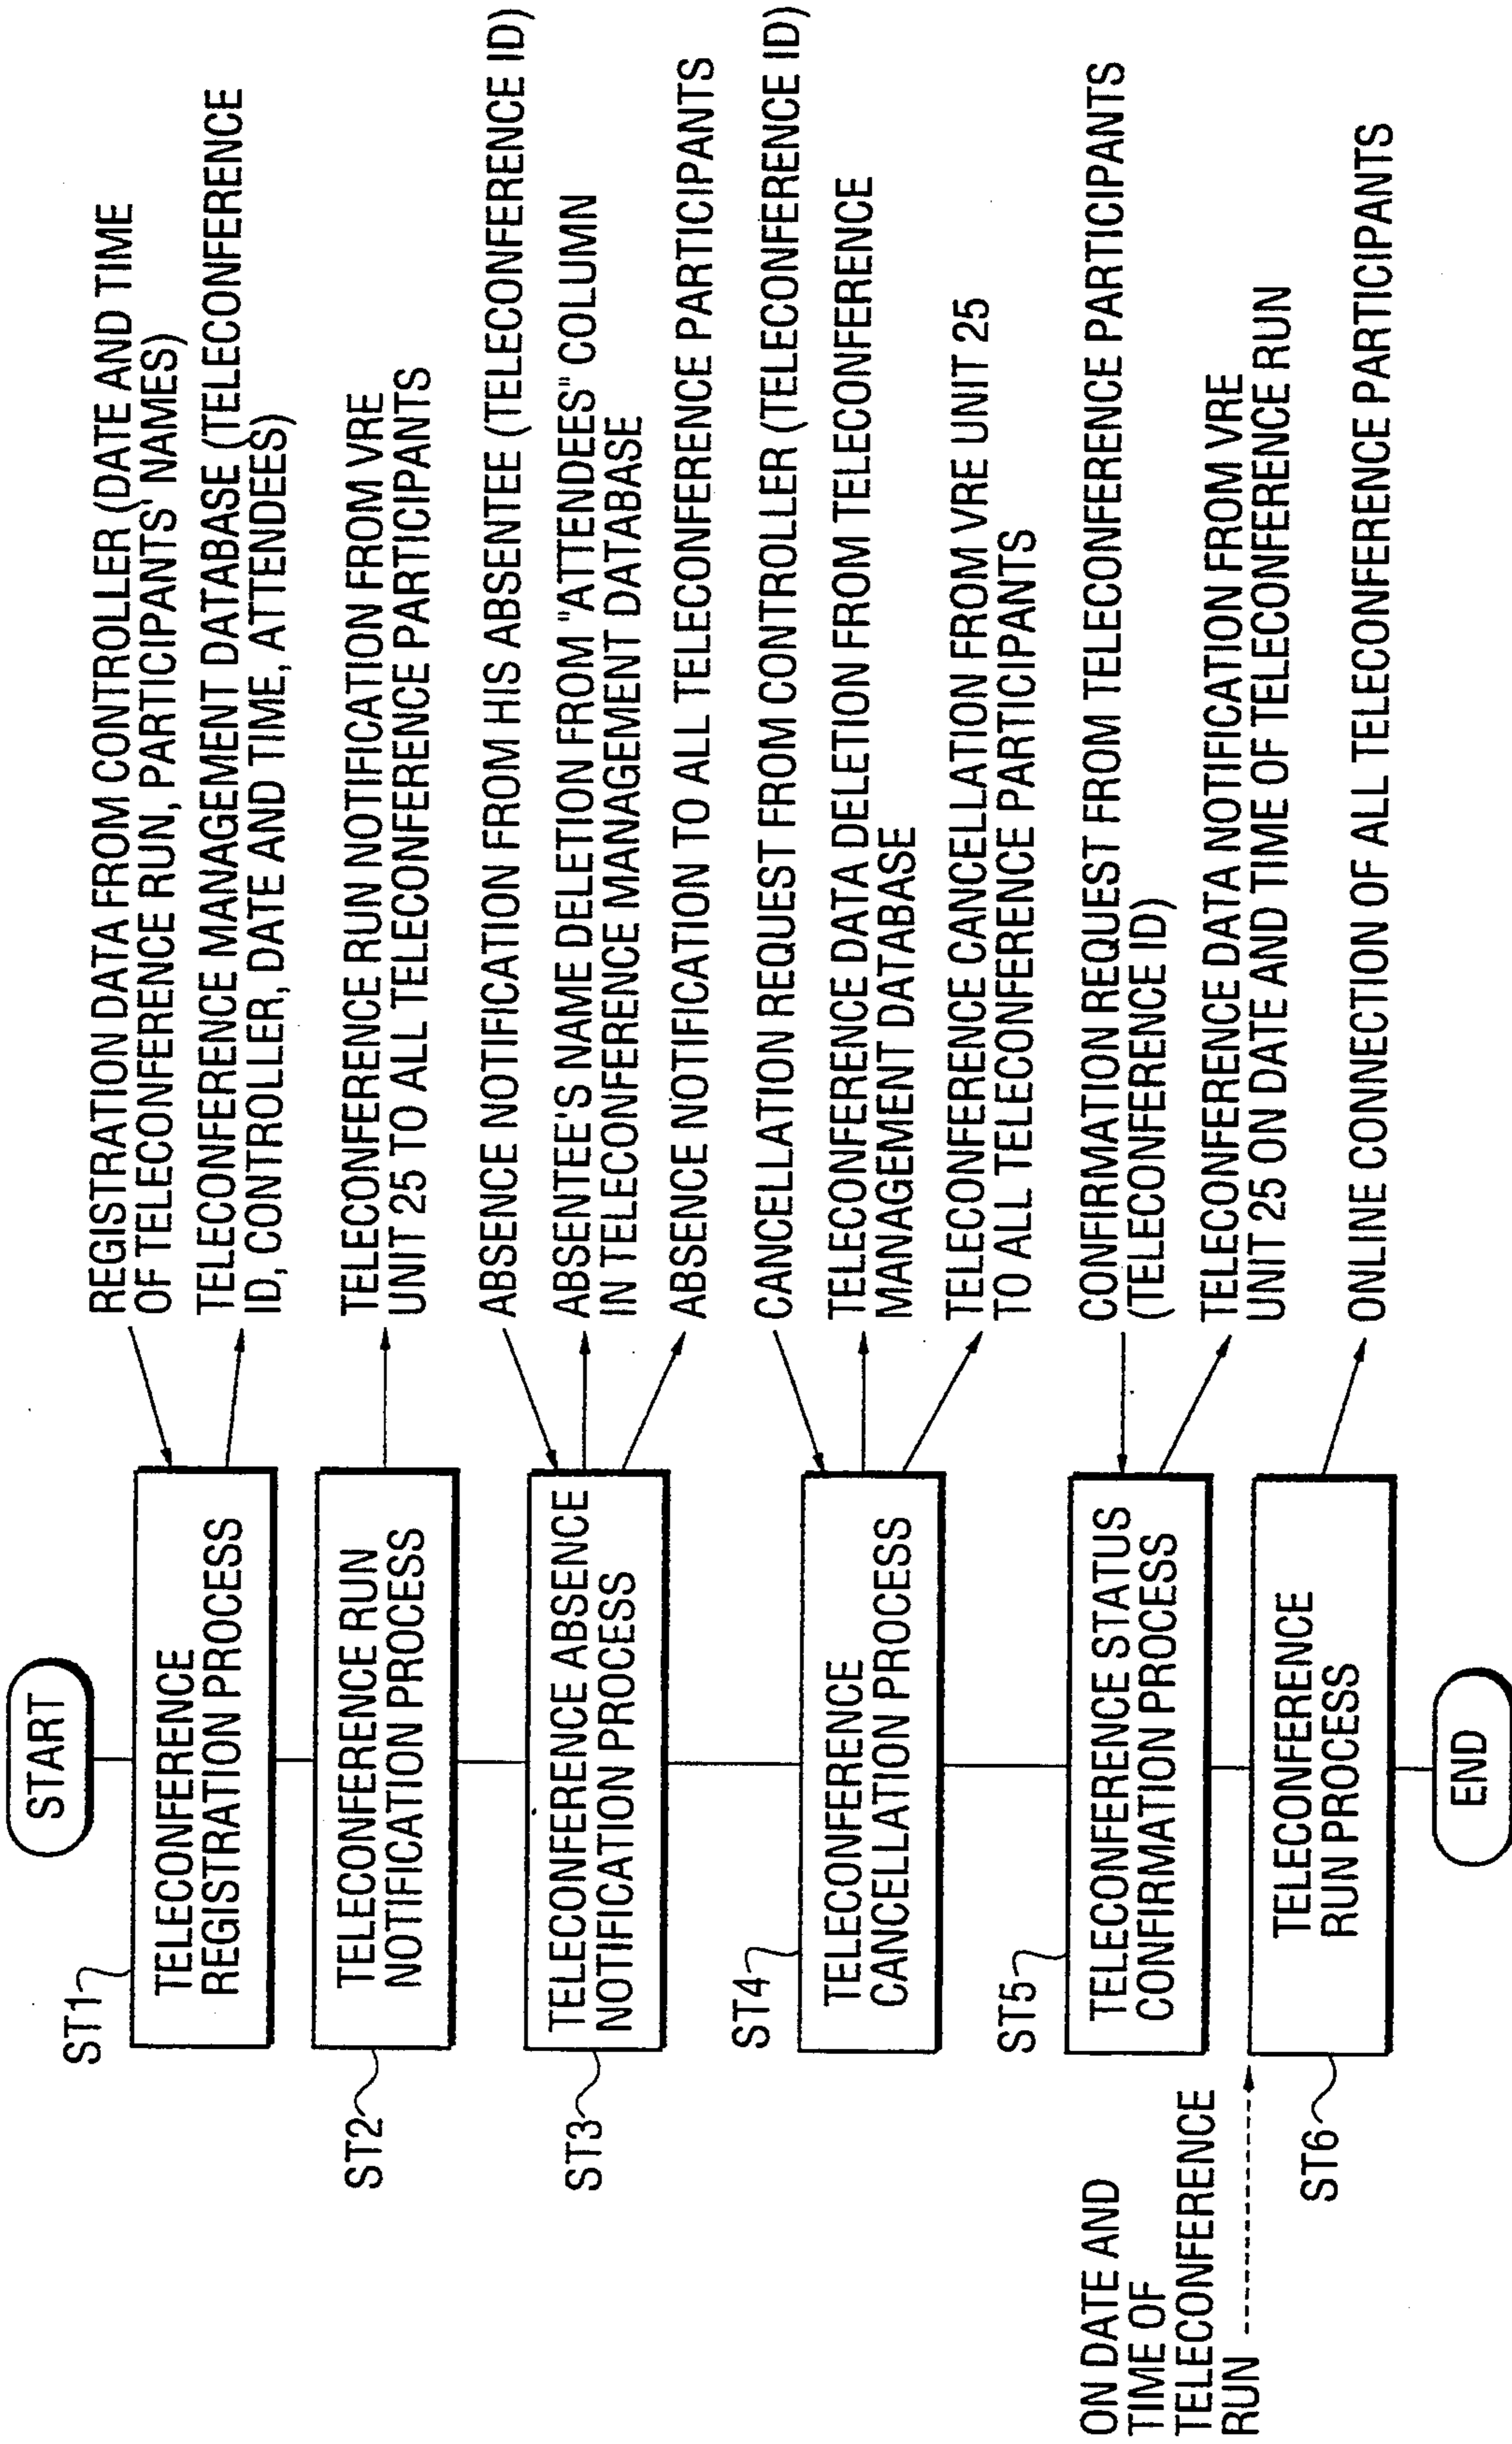 START
ST1
TELECONFERENCE
REGISTRATION PROCESS
REGISTRATION DATA FROM CONTROLLER (DATE AND TIME
OF TELECONFERENCE RUN, PARTICIPANTS' NAMES)
TELECONFERENCE MANAGEMENT DATABASE (TELECONFERENCE
ID, CONTROLLER, DATE AND TIME, ATTENDEES)
ST2
TELECONFERENCE RUN
NOTIFICATION PROCESS
TELECONFERENCE RUN NOTIFICATION FROM VRE
UNIT 25 TO ALL TELECONFERENCE PARTICIPANTS
ST3
TELECONFERENCE ABSENCE
NOTIFICATION PROCESS
ABSENCE NOTIFICATION FROM HIS ABSENTEE (TELECONFERENCE ID)
ABSENTEE'S NAME DELETION FROM "ATTENDEES" COLUMN
IN TELECONFERENCE MANAGEMENT DATABASE
ABSENCE NOTIFICATION TO ALL TELECONFERENCE PARTICIPANTS
ST4
TELECONFERENCE
CANCELLATION PROCESS
CANCELLATION REQUEST FROM CONTROLLER (TELECONFERENCE ID)
TELECONFERENCE DATA DELETION FROM TELECONFERENCE
MANAGEMENT DATABASE
TELECONFERENCE CANCELLATION FROM VRE UNIT 25
TO ALL TELECONFERENCE PARTICIPANTS
ST5
TELECONFERENCE STATUS
CONFIRMATION PROCESS
CONFIRMATION REQUEST FROM TELECONFERENCE PARTICIPANTS
(TELECONFERENCE ID)
TELECONFERENCE DATA NOTIFICATION FROM VRE
UNIT 25 ON DATE AND TIME OF TELECONFERENCE RUN
ON DATE AND
TIME OF
TELECONFERENCE
RUN
ST6
TELECONFERENCE
RUN PROCESS
ONLINE CONNECTION OF ALL TELECONFERENCE PARTICIPANTS
END